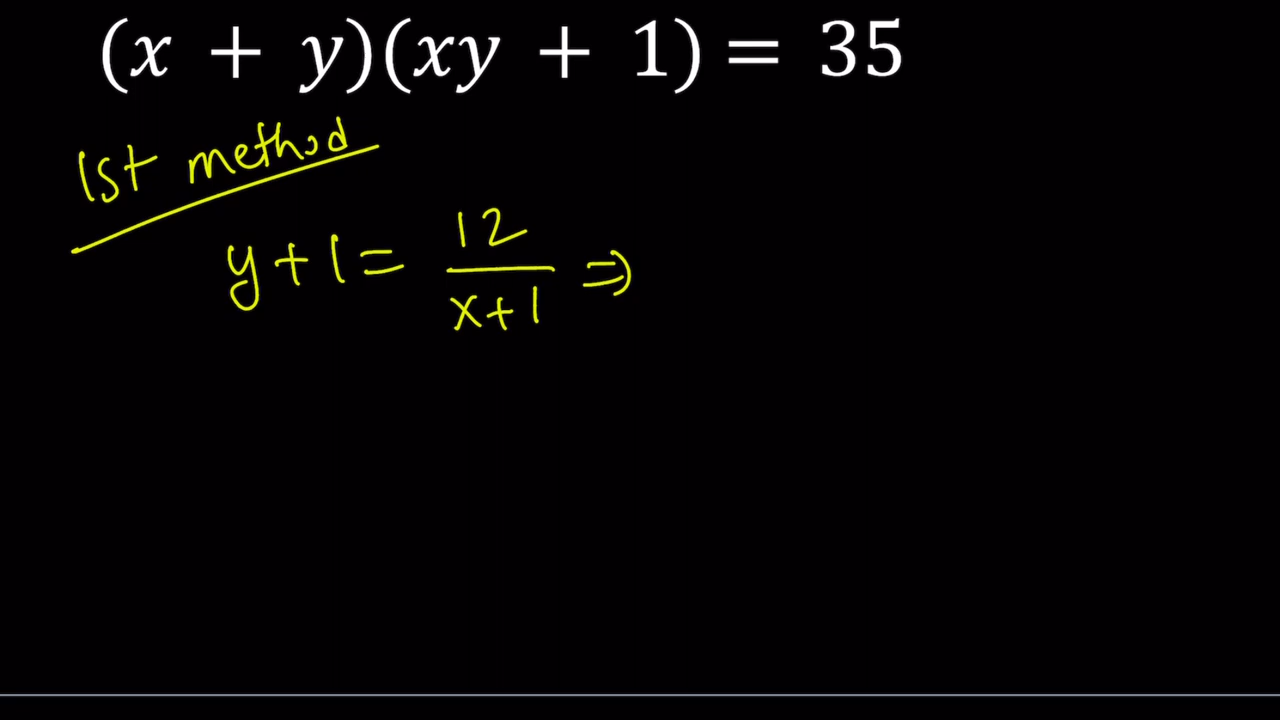 (x + y)(xy + 1) = 35
1st method
y+1 = 12/(x+1) ⇒